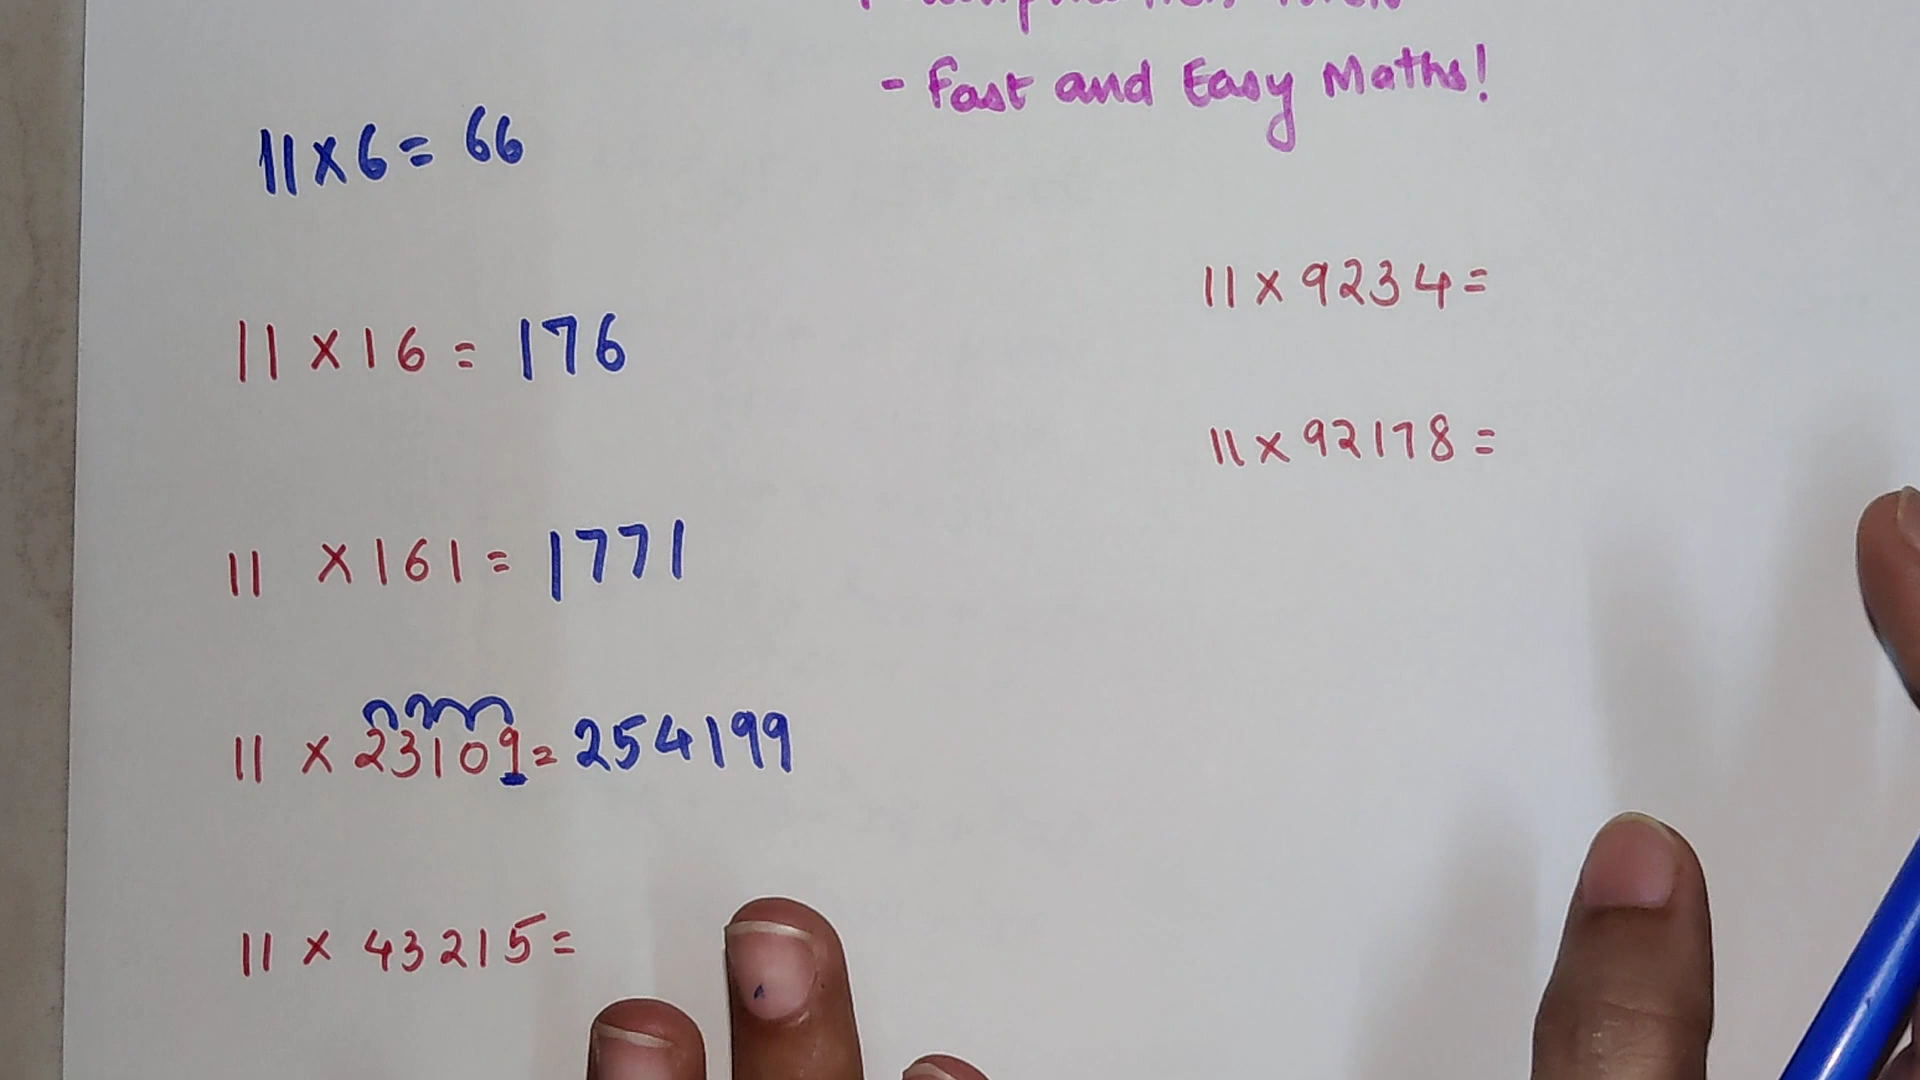 - Fast and Easy Maths!
11 x 6 = 66
11 x 16 = 176
11 x 161 = 1771
11 x 23109 = 254199
11 x 43215 =
11 x 9234 =
11 x 92178 =